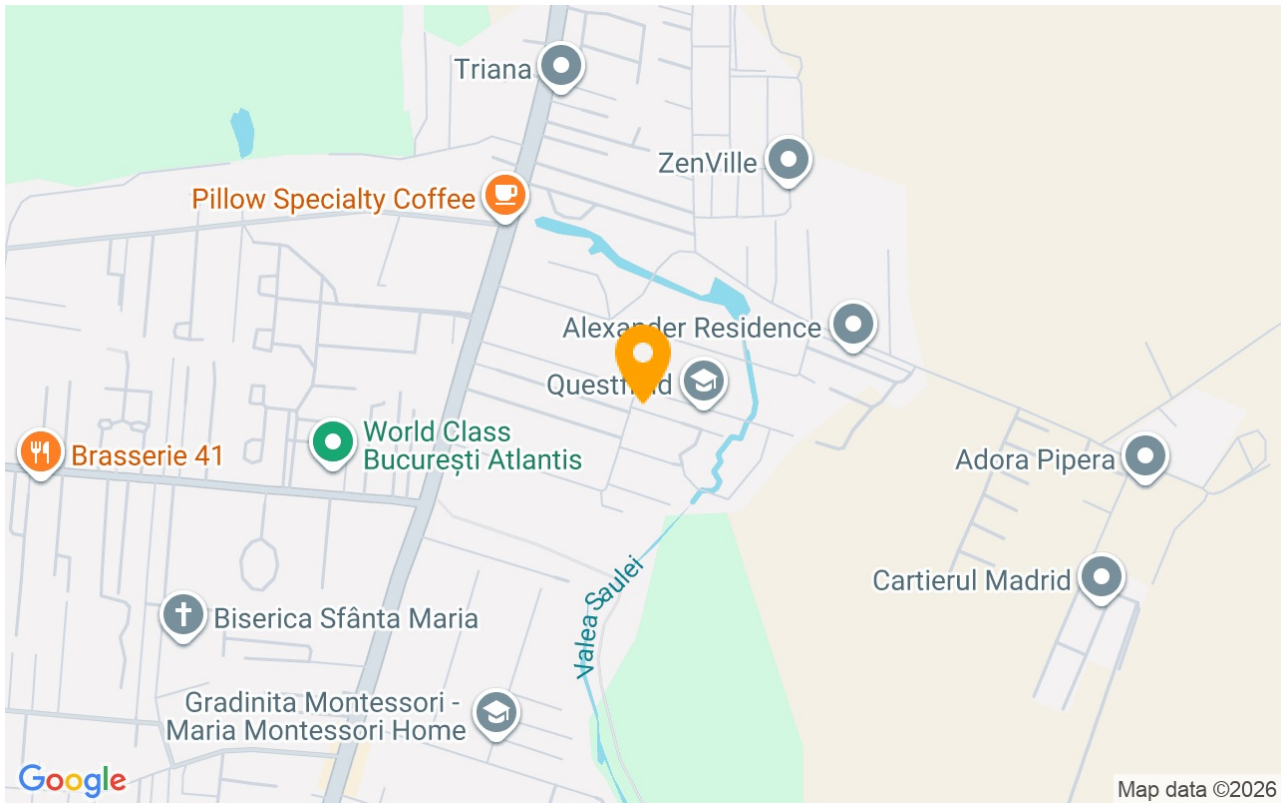 Triana
ZenVille
Pillow Specialty Coffee
Alexander Residence
World Class
București Atlantis
Brasserie 41
Adora Pipera
Cartierul Madrid
Valea Saulei
Biserica Sfânta Maria
Gradinita Montessori -
Maria Montessori Home
Google
Map data ©2026